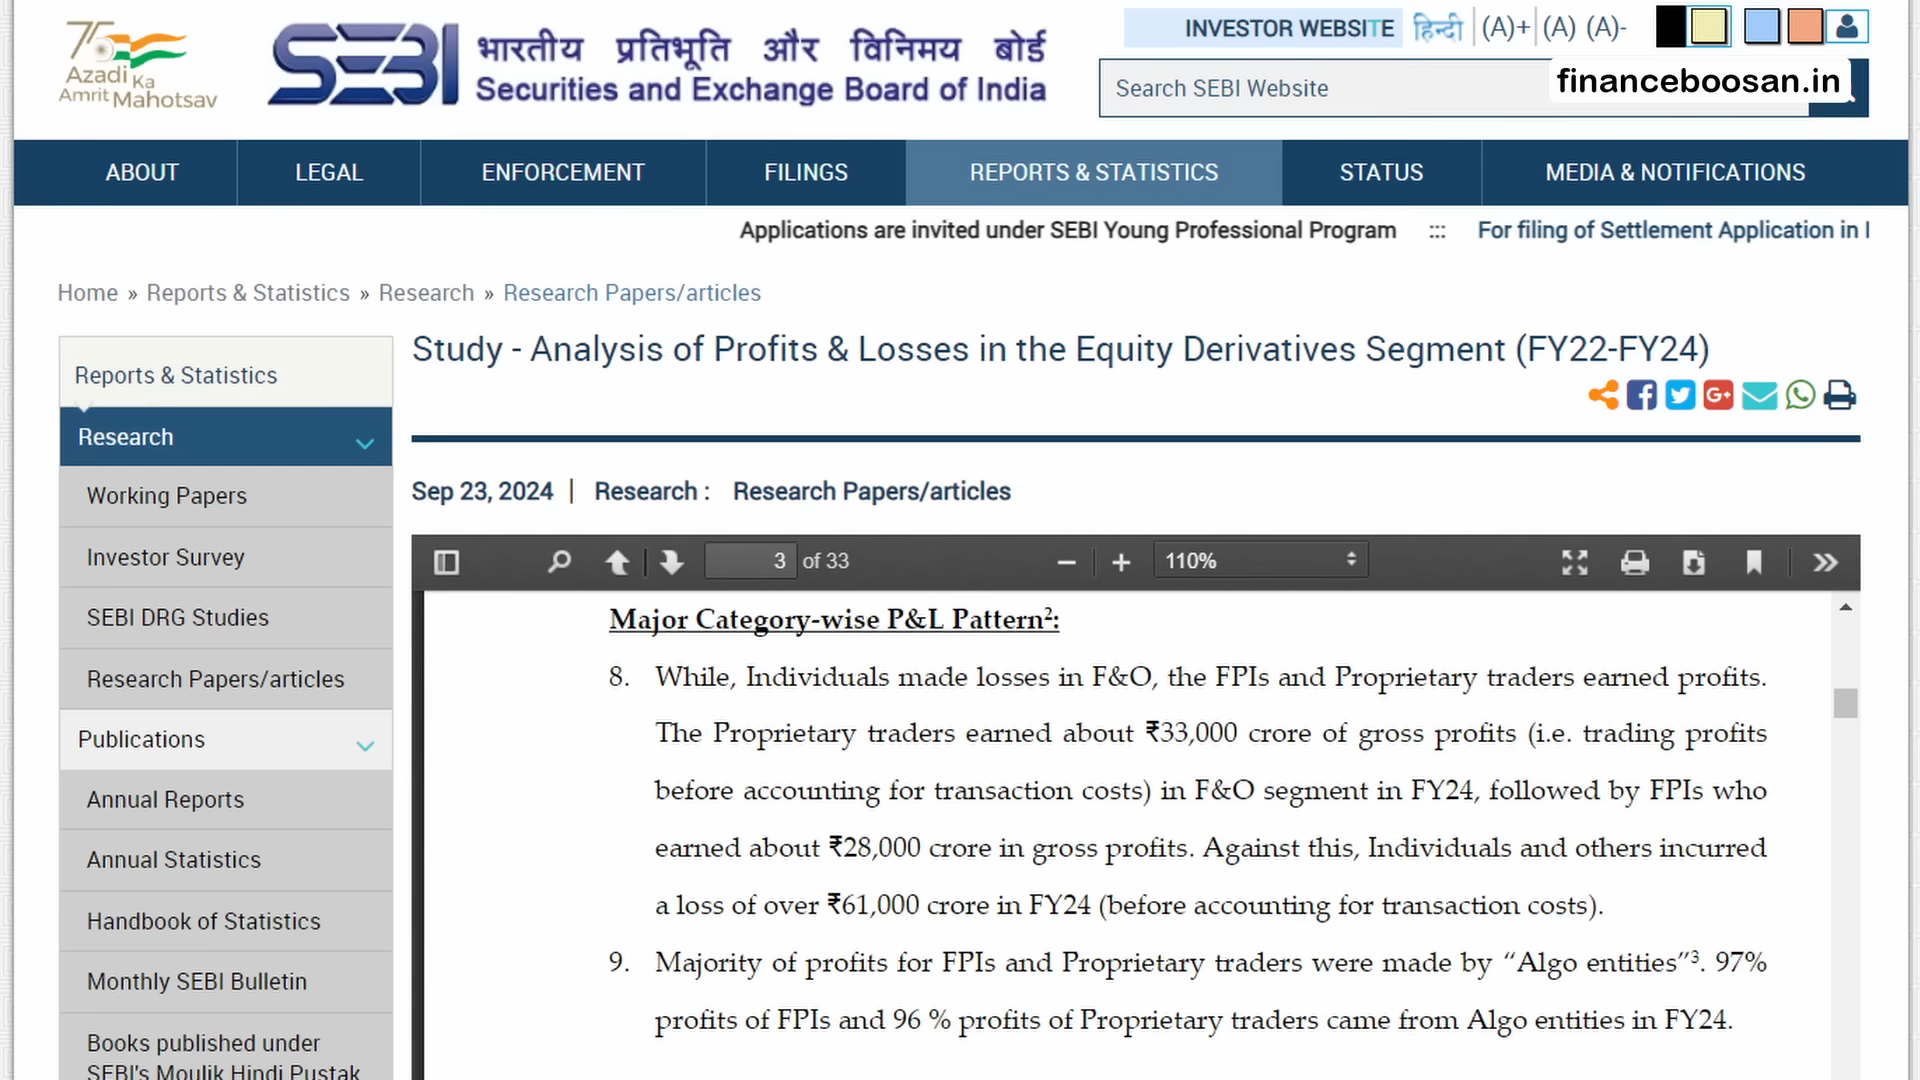 75
Azadi Ka
Amrit Mahotsav
SEBI
भारतीय प्रतिभूति और विनिमय बोर्ड
Securities and Exchange Board of India
INVESTOR WEBSITE हिन्दी (A)+ (A) (A)-
Search SEBI Website
financeboosan.in
ABOUT LEGAL ENFORCEMENT FILINGS REPORTS & STATISTICS STATUS MEDIA & NOTIFICATIONS
Applications are invited under SEBI Young Professional Program ::: For filing of Settlement Application in
Home » Reports & Statistics » Research » Research Papers/articles
Reports & Statistics
Research
Working Papers
Investor Survey
SEBI DRG Studies
Research Papers/articles
Publications
Annual Reports
Annual Statistics
Handbook of Statistics
Monthly SEBI Bulletin
Books published under
SEBI's Moulik Hindi Pustak
Study - Analysis of Profits & Losses in the Equity Derivatives Segment (FY22-FY24)
G+
Sep 23, 2024 | Research : Research Papers/articles
3 of 33 110%
Major Category-wise P&L Pattern²:
8. While, Individuals made losses in F&O, the FPIs and Proprietary traders earned profits.
The Proprietary traders earned about ₹33,000 crore of gross profits (i.e. trading profits
before accounting for transaction costs) in F&O segment in FY24, followed by FPIs who
earned about ₹28,000 crore in gross profits. Against this, Individuals and others incurred
a loss of over ₹61,000 crore in FY24 (before accounting for transaction costs).
9. Majority of profits for FPIs and Proprietary traders were made by “Algo entities”³. 97%
profits of FPIs and 96 % profits of Proprietary traders came from Algo entities in FY24.